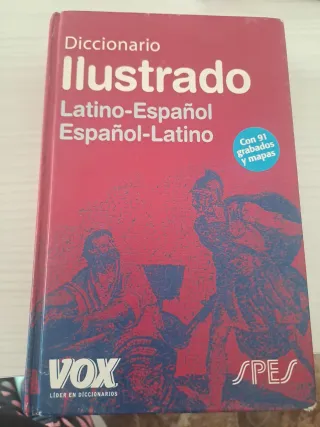 Diccionario
Ilustrado
Latino-Español
Español-Latino
Con 91
grabados
y mapas
VOX
LÍDER EN DICCIONARIOS
SPES